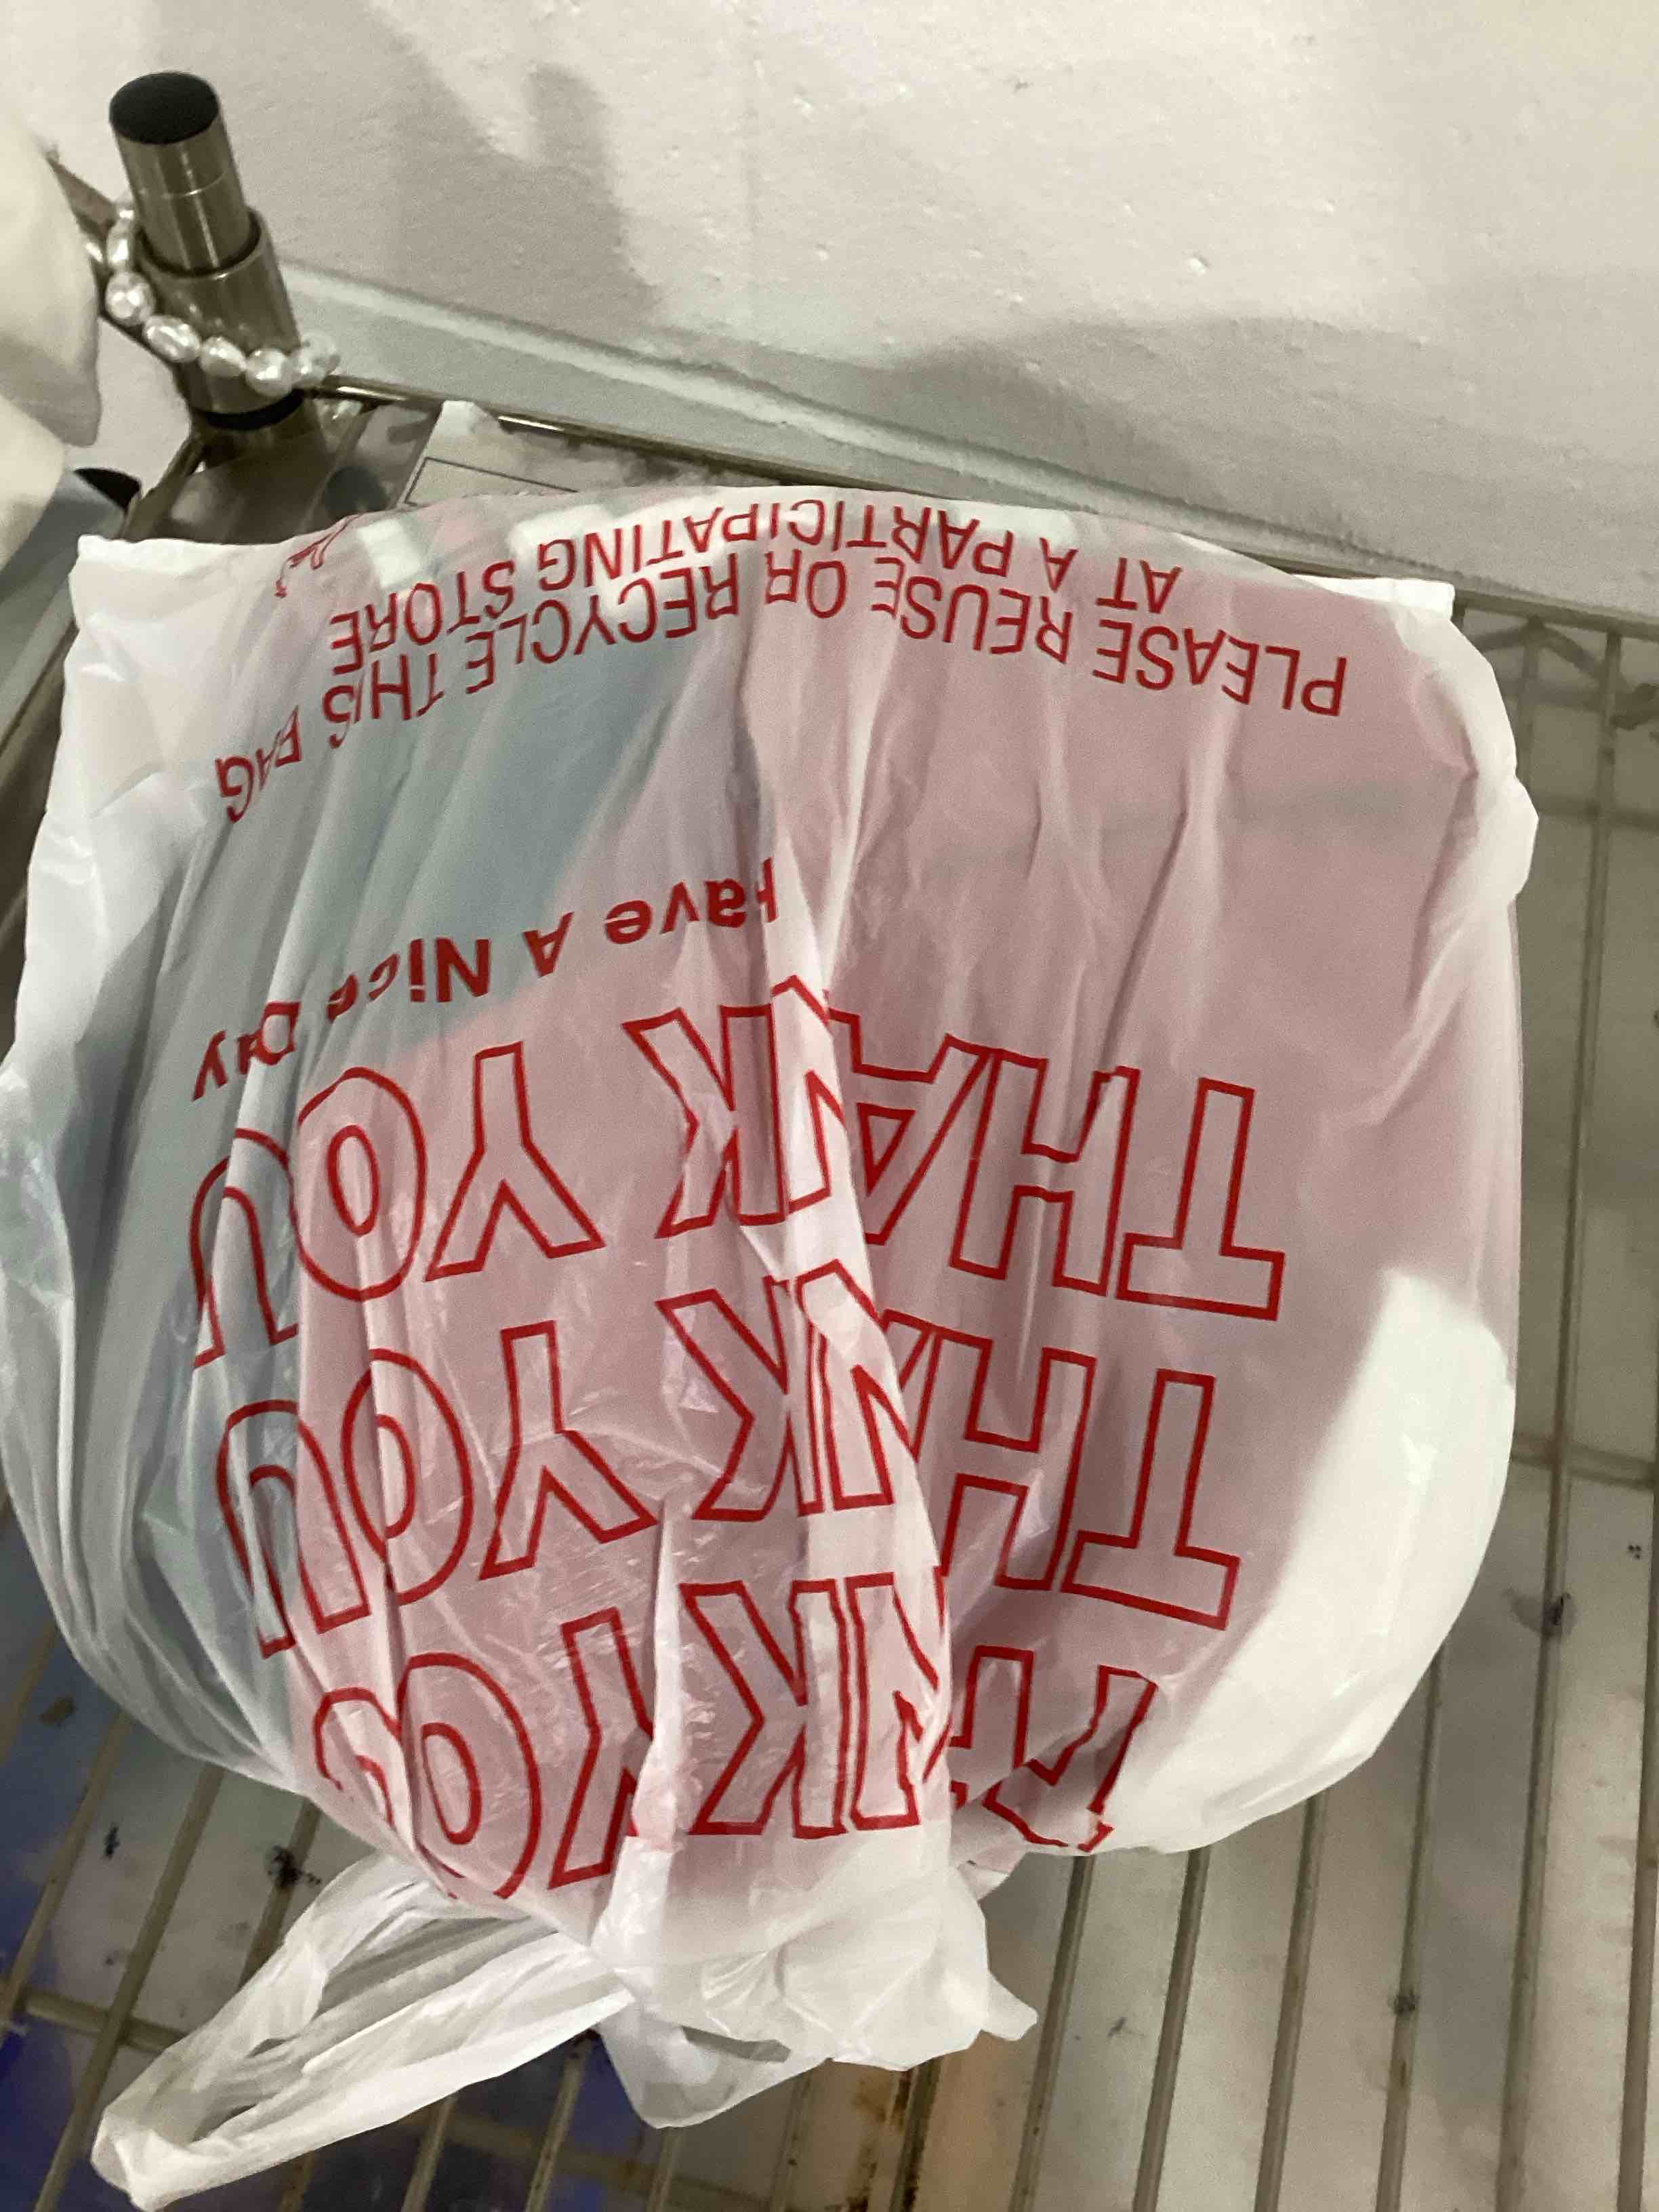 THANK YOU
THANK YOU
THANK YOU
Have A Nice Day
PLEASE REUSE OR RECYCLE THIS BAG
AT A PARTICIPATING STORE